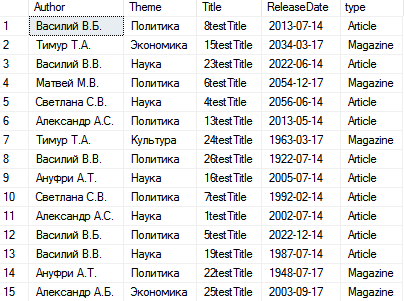 Author Theme Title ReleaseDate type
1 Василий В.Б. Политика 8testTitle 2013-07-14 Article
2 Тимур Т.А. Экономика 15testTitle 2034-03-17 Magazine
3 Василий В.В. Наука 23testTitle 2022-06-14 Article
4 Матвей М.В. Политика 6testTitle 2054-12-17 Magazine
5 Светлана С.В. Наука 4testTitle 2056-06-14 Article
6 Александр А.С. Политика 13testTitle 2013-05-14 Article
7 Тимур Т.А. Культура 24testTitle 1963-03-17 Magazine
8 Василий В.В. Политика 26testTitle 1922-07-14 Article
9 Ануфри А.Т. Наука 16testTitle 2005-07-14 Article
10 Светлана С.В. Политика 7testTitle 1992-02-14 Article
11 Александр А.С. Наука 1testTitle 2002-07-14 Article
12 Василий В.Б. Политика 5testTitle 2022-12-14 Article
13 Василий В.В. Наука 19testTitle 1987-07-14 Article
14 Ануфри А.Т. Политика 22testTitle 1948-07-17 Magazine
15 Александр А.Б. Экономика 25testTitle 2003-09-17 Magazine